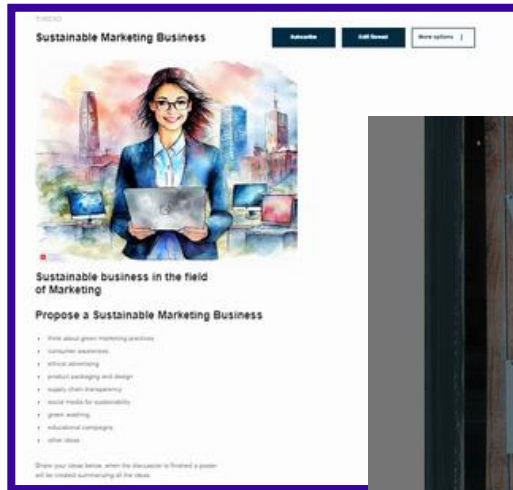 THREAD
Sustainable Marketing Business
Subscribe
Edit thread
More options
Sustainable business in the field
of Marketing
Propose a Sustainable Marketing Business
think about green marketing practices
consumer awareness
ethical advertising
product packaging and design
supply chain transparency
social media for sustainability
green washing
educational campaigns
other ideas
Share your ideas below, when the discussion is finished a poster
will be created summarizing all the ideas.